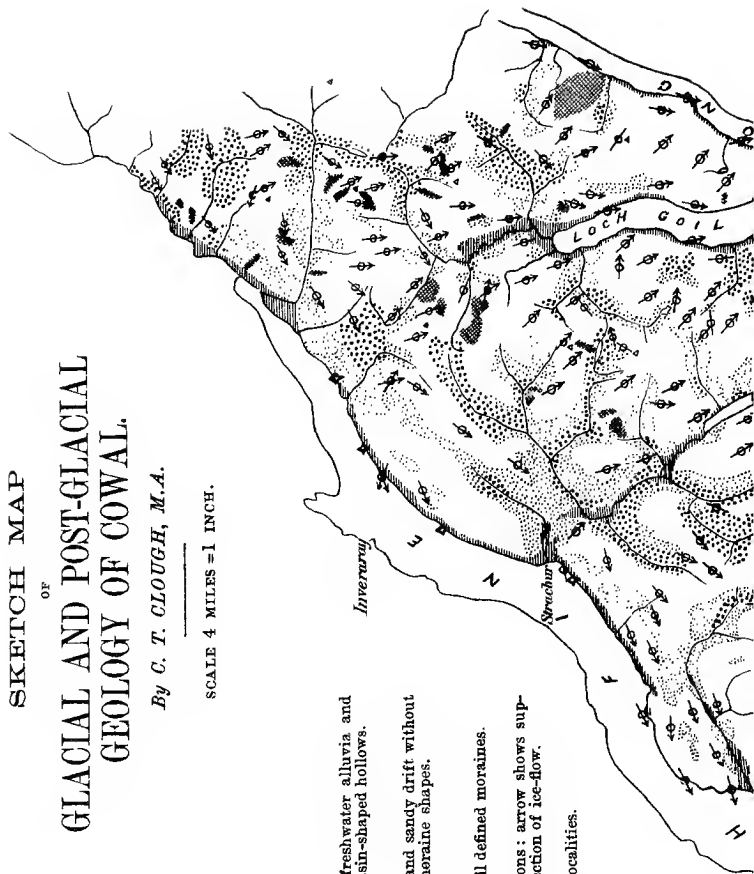 SKETCH MAP
OF
GLACIAL AND POST-GLACIAL
GEOLOGY OF COWAL.
By C. T. CLOUGH, M.A.
SCALE 4 MILES = 1 INCH.
freshwater alluvia and
sin-shaped hollows.
and sandy drift without
noraine shapes.
ll defined moraines.
ons : arrow shows sup-
ction of ice-flow.
ocalities.
Inveraray
Strachur
H F I N E
LOCH GOIL